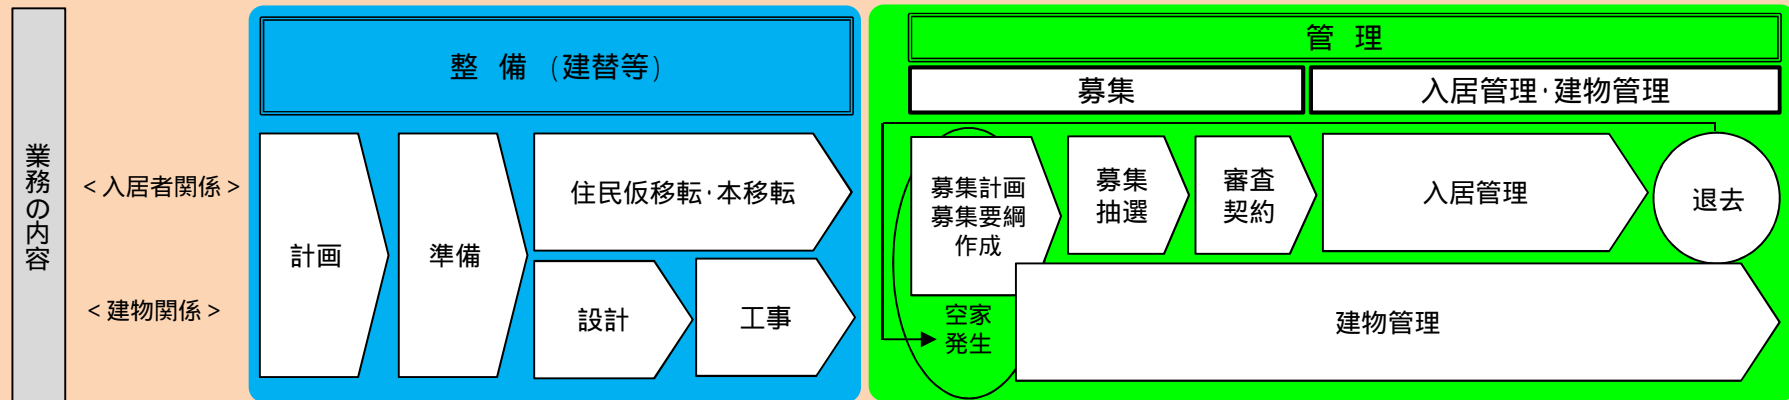 業務の内容
＜入居者関係＞
＜建物関係＞
整 備 （建替等）
計画
準備
住民仮移転・本移転
設計
工事
管 理
募集
入居管理・建物管理
募集計画
募集要綱
作成
募集
抽選
審査
契約
入居管理
退去
空家
発生
建物管理